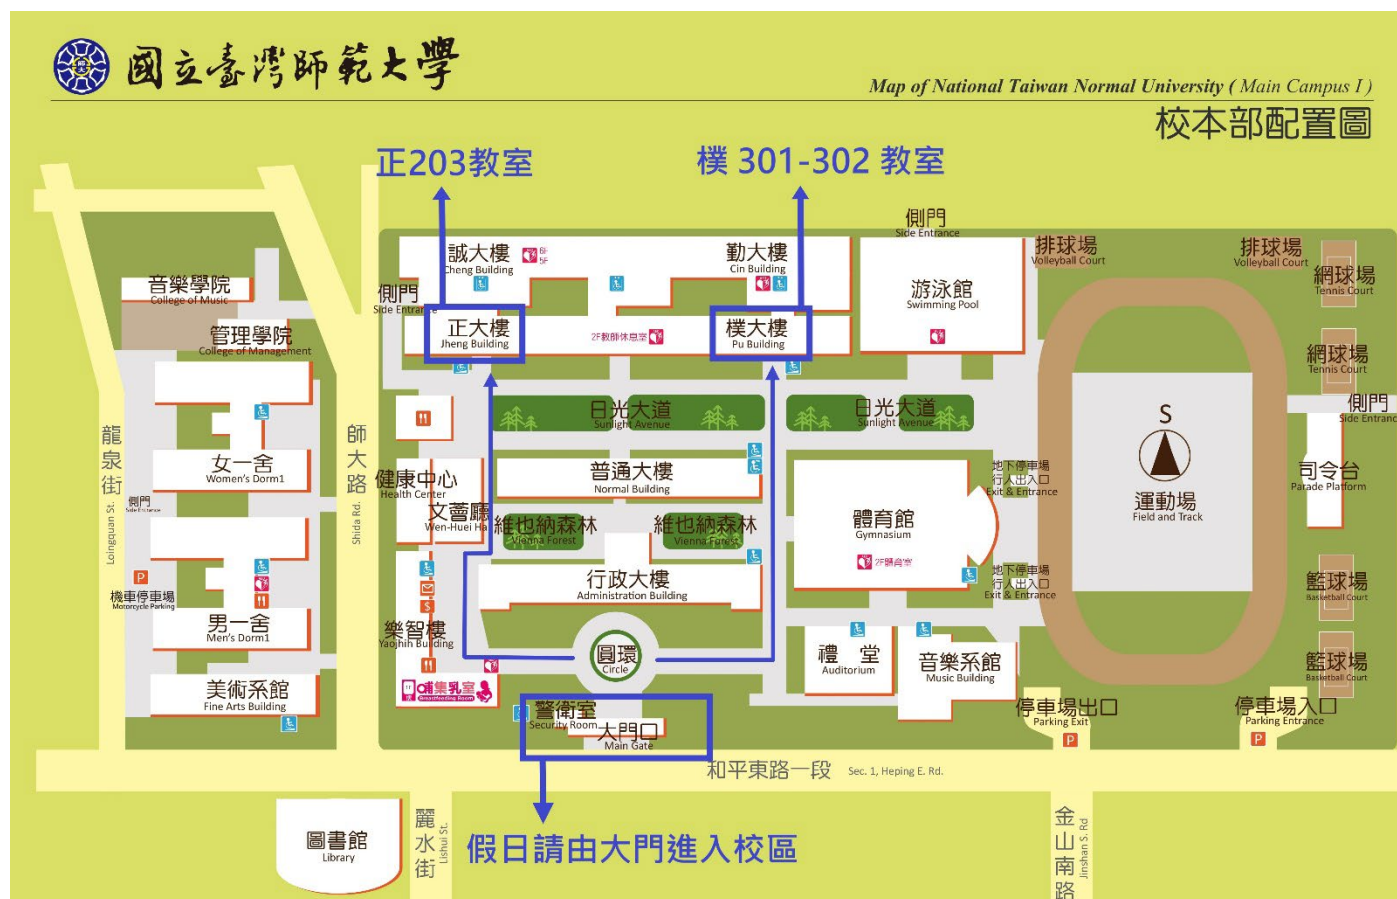 國立臺灣師範大學
Map of National Taiwan Normal University ( Main Campus I )
校本部配置圖
正203教室
樸 301-302 教室
側門
Side Entrance
誠大樓
Cheng Building
6F
5F
勤大樓
Cin Building
游泳館
Swimming Pool
排球場
Volleyball Court
排球場
Volleyball Court
網球場
Tennis Court
音樂學院
College of Music
側門
Side Entrance
管理學院
College of Management
正大樓
Jheng Building
2F教師休息室
樸大樓
Pu Building
網球場
Tennis Court
日光大道
Sunlight Avenue
日光大道
Sunlight Avenue
側門
Side Entrance
S
龍泉街
Loingquan St.
師大路
Shida Rd.
女一舍
Women's Dorm1
側門
Side Entrance
健康中心
Health Center
文薈廳
Wen-Huei Ha
普通大樓
Normal Building
地下停車場
行人出入口
Exit & Entrance
運動場
Field and Track
司令台
Parade Platform
維也納森林
Vienna Forest
維也納森林
Vienna Forest
體育館
Gymnasium
2F體育室
P
機車停車場
Motorcycle Parking
行政大樓
Administration Building
地下停車場
行人出入口
Exit & Entrance
籃球場
Basketball Court
男一舍
Men's Dorm1
S
樂智樓
Yaojhih Building
圓環
Circle
禮 堂
Auditorium
音樂系館
Music Building
籃球場
Basketball Court
美術系館
Fine Arts Building
哺集乳室
Breastfeeding Room
警衛室
Security Room
大門口
Main Gate
停車場出口
Parking Exit
P
停車場入口
Parking Entrance
P
和平東路一段
Sec. 1, Heping E. Rd.
圖書館
Library
麗水街
Lishui St.
假日請由大門進入校區
金山南路
Jinshan S. Rd